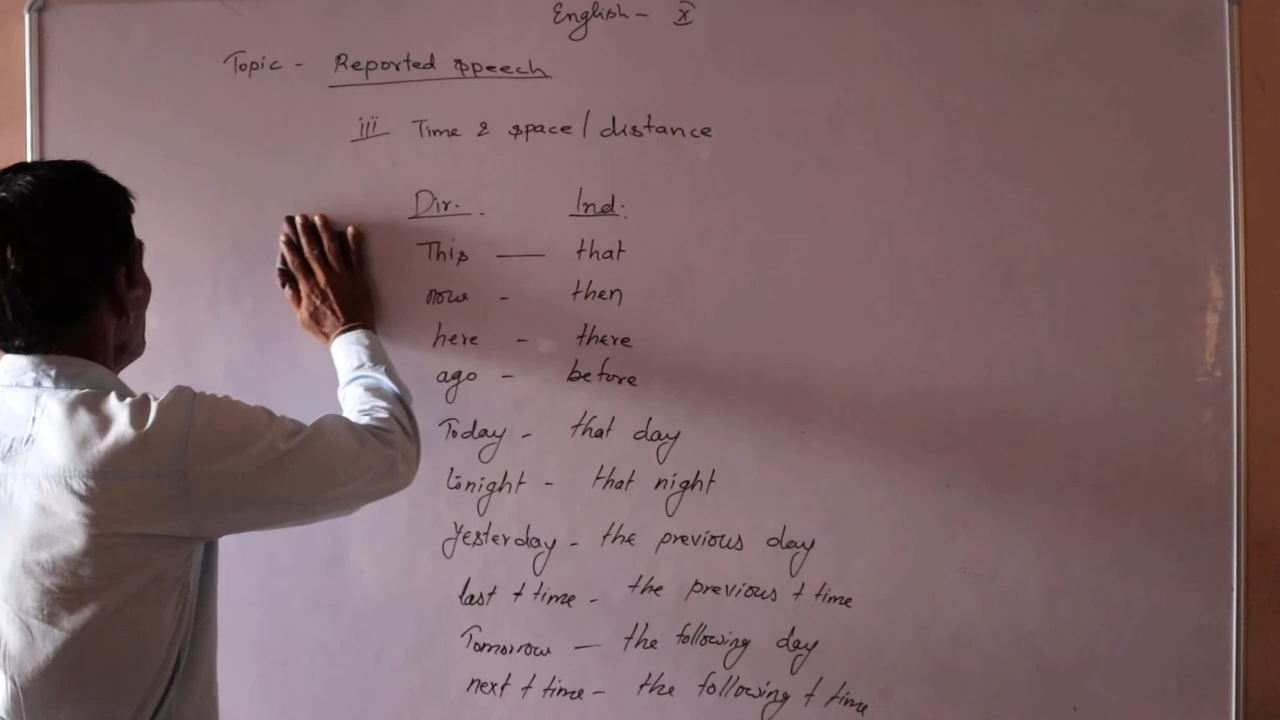 English - X
Topic - Reported speech
iii Time & space / distance
Dir. Ind:
This — that
now - then
here - there
ago - before
Today - that day
tonight - that night
Yesterday - the previous day
last + time - the previous + time
Tomorrow — the following day
next + time - the following + time